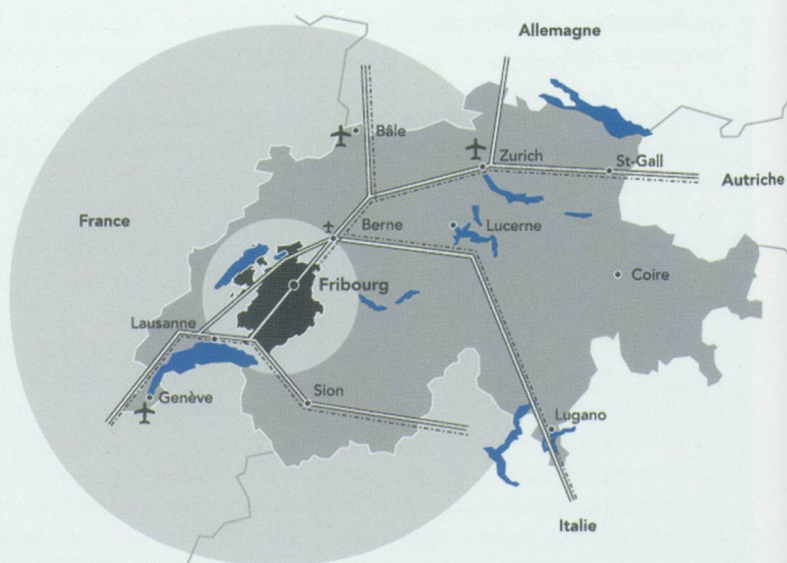 Allemagne
Bâle
Zurich
St-Gall
Autriche
France
Berne
Lucerne
Coire
Fribourg
Lausanne
Genève
Sion
Lugano
Italie